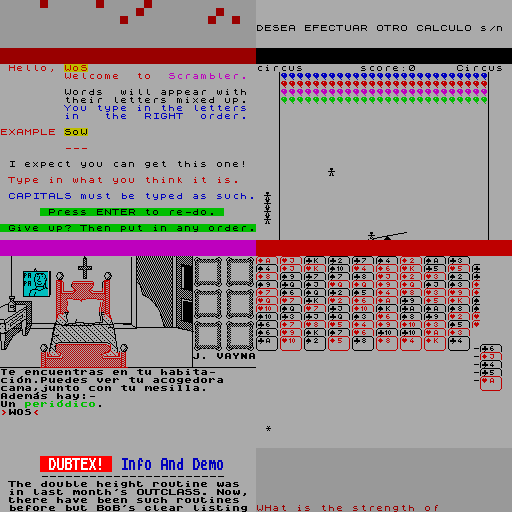 DESEA EFECTUAR OTRO CALCULO s/n
Hello, WoS
Welcome to Scrambler.
Words will appear with
their letters mixed up.
You type in the letters
in the RIGHT order.
EXAMPLE SoW
---
I expect you can get this one!
Type in what you think it is.
CAPITALS must be typed as such.
Press ENTER to re-do.
Give up? Then put in any order.
circus score:0 Circus
PA PA
J. VAYNA
Te encuentras en tu habita-
ción.Puedes ver tu acogedora
cama,junto con tu mesilla.
Además hay:-
Un periódico.
>WOS<
DUBTEX! Info And Demo
The double height routine was
in last month's OUTCLASS. Now,
there have been such routines
before but BoB's clear listing
*
What is the strength of